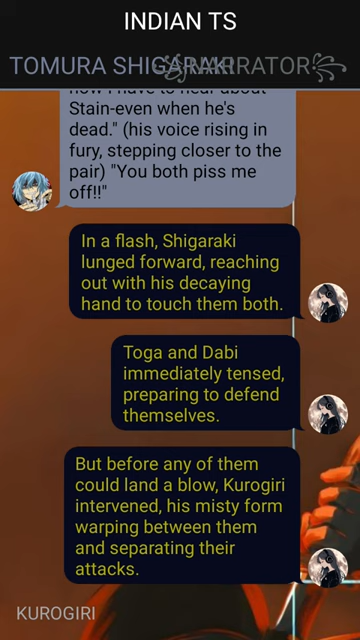 INDIAN TS
TOMURA SHIGARAKI
NARRATOR
now I have to hear about
Stain-even when he's
dead." (his voice rising in
fury, stepping closer to the
pair) "You both piss me
off!!"
In a flash, Shigaraki
lunged forward, reaching
out with his decaying
hand to touch them both.
Toga and Dabi
immediately tensed,
preparing to defend
themselves.
But before any of them
could land a blow, Kurogiri
intervened, his misty form
warping between them
and separating their
attacks.
KUROGIRI